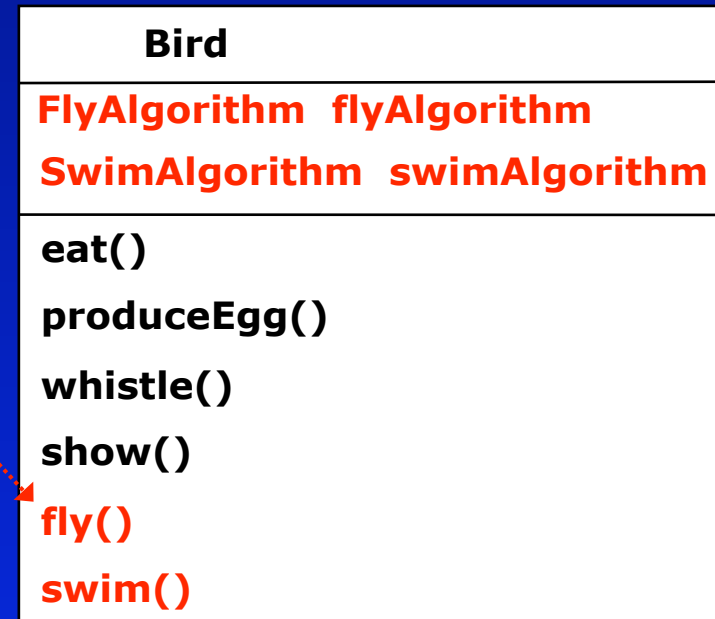 Bird
FlyAlgorithm flyAlgorithm
SwimAlgorithm swimAlgorithm
eat()
produceEgg()
whistle()
show()
fly()
swim()